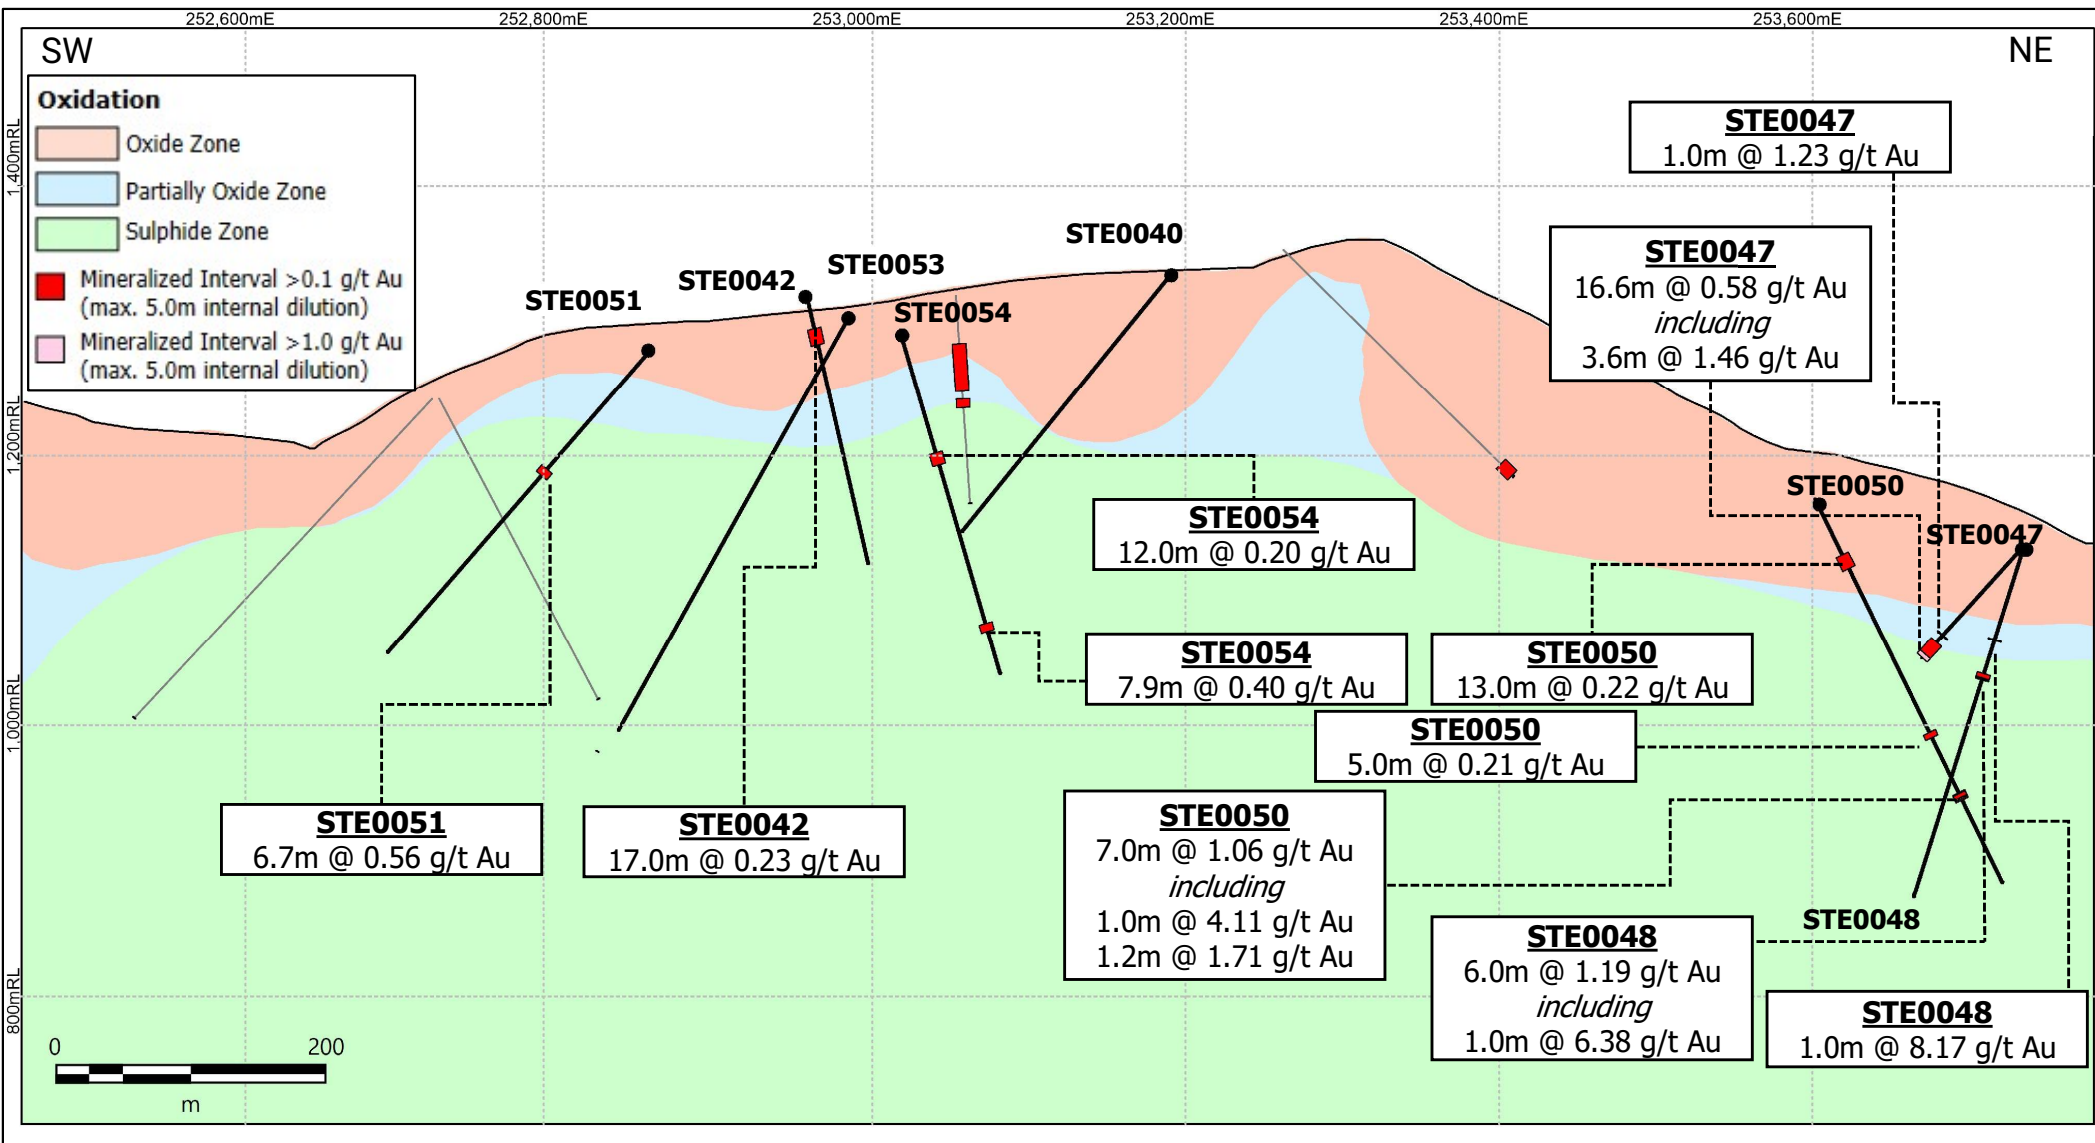 252,600mE
252,800mE
253,000mE
253,200mE
253,400mE
253,600mE
SW
NE
Oxidation
Oxide Zone
Partially Oxide Zone
Sulphide Zone
Mineralized Interval >0.1 g/t Au
(max. 5.0m internal dilution)
Mineralized Interval >1.0 g/t Au
(max. 5.0m internal dilution)
1,400mRL
1,200mRL
1,000mRL
800mRL
STE0051
STE0042
STE0053
STE0054
STE0040
STE0050
STE0047
STE0048
STE0047
1.0m @ 1.23 g/t Au
STE0047
16.6m @ 0.58 g/t Au
including
3.6m @ 1.46 g/t Au
STE0054
12.0m @ 0.20 g/t Au
STE0054
7.9m @ 0.40 g/t Au
STE0050
13.0m @ 0.22 g/t Au
STE0050
5.0m @ 0.21 g/t Au
STE0050
7.0m @ 1.06 g/t Au
including
1.0m @ 4.11 g/t Au
1.2m @ 1.71 g/t Au
STE0051
6.7m @ 0.56 g/t Au
STE0042
17.0m @ 0.23 g/t Au
STE0048
6.0m @ 1.19 g/t Au
including
1.0m @ 6.38 g/t Au
STE0048
1.0m @ 8.17 g/t Au
0
200
m